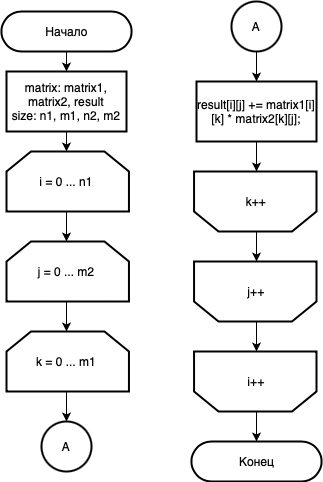 Начало
matrix: matrix1,
matrix2, result
size: n1, m1, n2, m2
i = 0 ... n1
j = 0 ... m2
k = 0 ... m1
A
A
result[i][j] += matrix1[i]
[k] * matrix2[k][j];
k++
j++
i++
Конец